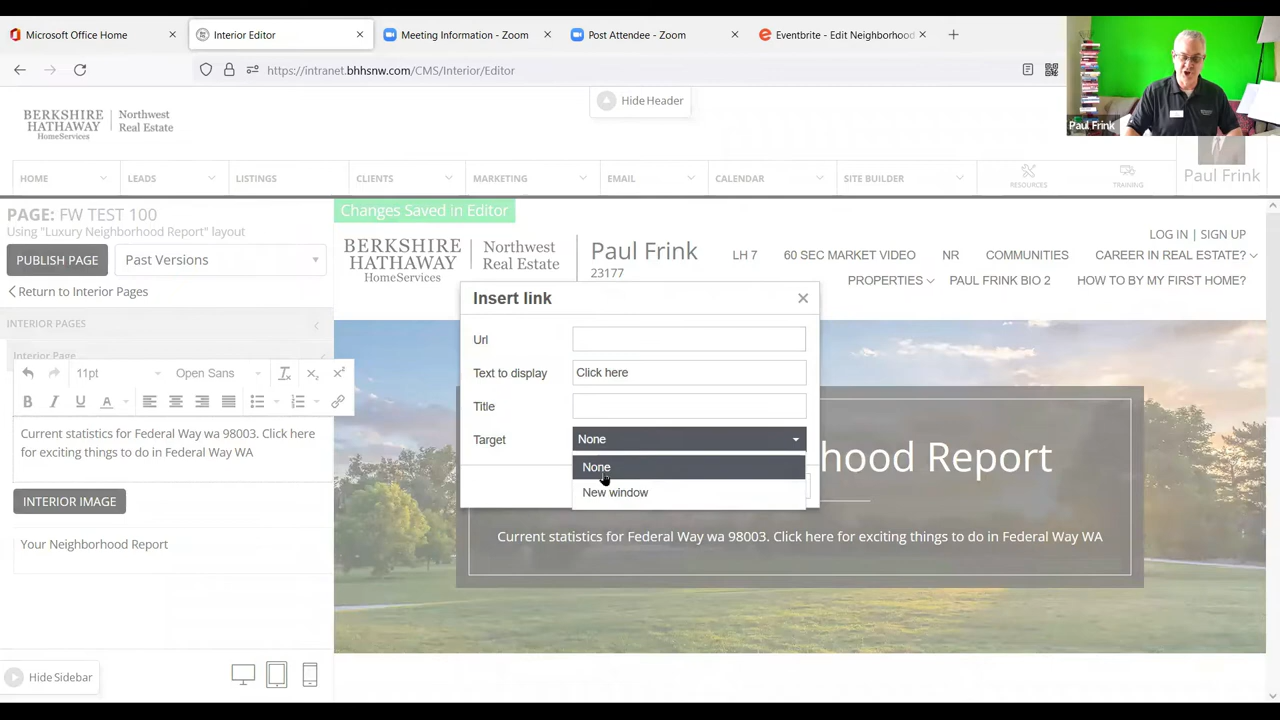 Microsoft Office Home
Interior Editor
Meeting Information - Zoom
Post Attendee - Zoom
Eventbrite - Edit Neighborhood
https://intranet.bhhsnw.com/CMS/Interior/Editor
Paul Frink
BERKSHIRE HATHAWAY HomeServices
Northwest Real Estate
Hide Header
HOME
LEADS
LISTINGS
CLIENTS
MARKETING
EMAIL
CALENDAR
SITE BUILDER
RESOURCES
TRAINING
Paul Frink
PAGE: FW TEST 100
Using "Luxury Neighborhood Report" layout
PUBLISH PAGE
Past Versions
Return to Interior Pages
INTERIOR PAGES
Interior Page
11pt
Open Sans
Current statistics for Federal Way wa 98003. Click here
for exciting things to do in Federal Way WA
INTERIOR IMAGE
Your Neighborhood Report
Hide Sidebar
Changes Saved in Editor
BERKSHIRE HATHAWAY HomeServices
Northwest Real Estate
Paul Frink
23177
LOG IN | SIGN UP
LH 7
60 SEC MARKET VIDEO
NR
COMMUNITIES
CAREER IN REAL ESTATE?
PROPERTIES
PAUL FRINK BIO 2
HOW TO BY MY FIRST HOME?
Insert link
Url
Text to display
Click here
Title
Target
None
None
New window
hood Report
Current statistics for Federal Way wa 98003. Click here for exciting things to do in Federal Way WA